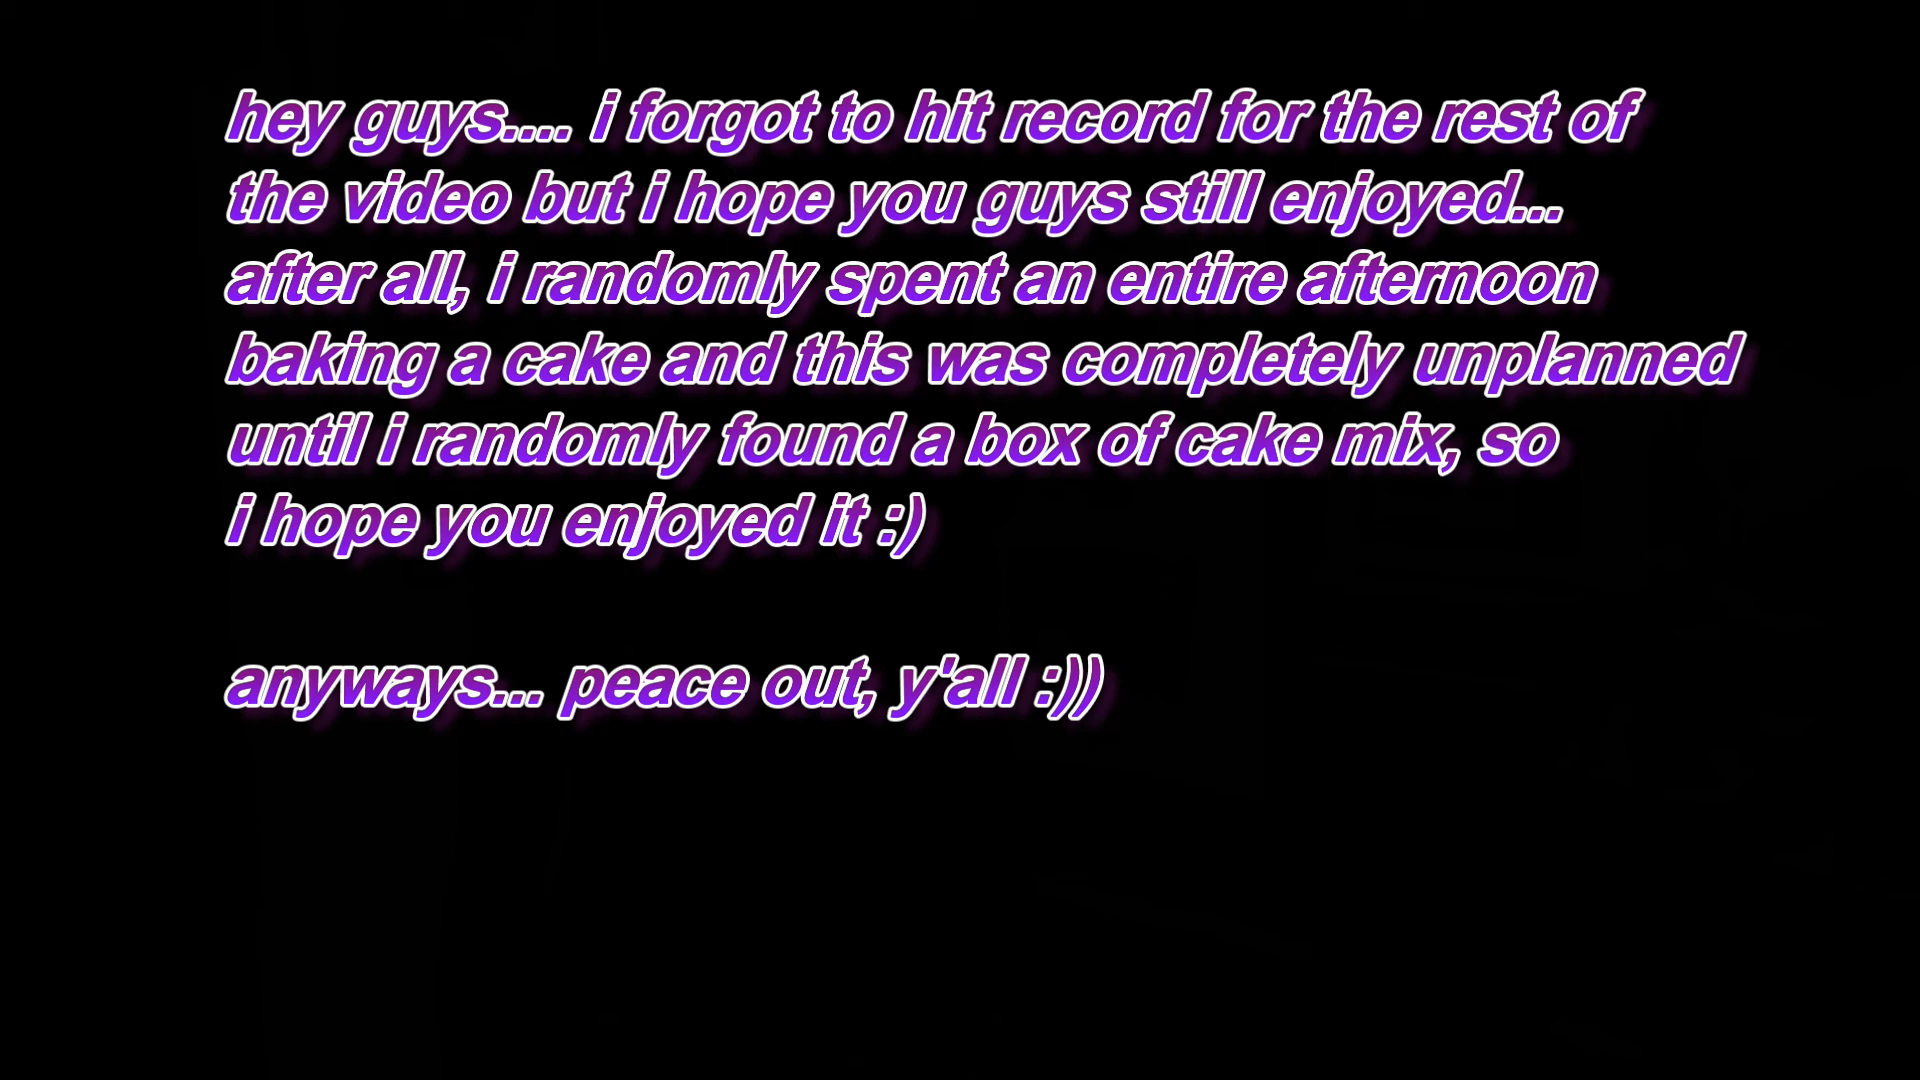 hey guys.... i forgot to hit record for the rest of
the video but i hope you guys still enjoyed...
after all, i randomly spent an entire afternoon
baking a cake and this was completely unplanned
until i randomly found a box of cake mix, so
i hope you enjoyed it :)
anyways... peace out, y'all :))